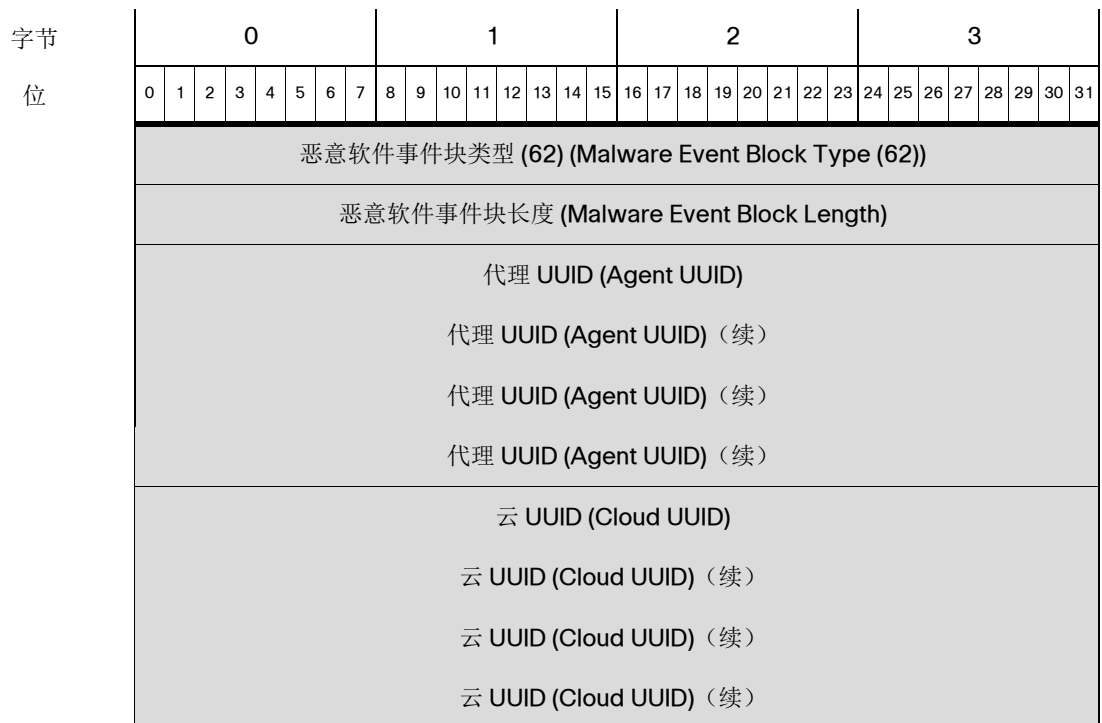 字节 0 1 2 3
位 0 1 2 3 4 5 6 7 8 9 10 11 12 13 14 15 16 17 18 19 20 21 22 23 24 25 26 27 28 29 30 31
恶意软件事件块类型 (62) (Malware Event Block Type (62))
恶意软件事件块长度 (Malware Event Block Length)
代理 UUID (Agent UUID)
代理 UUID (Agent UUID)（续）
代理 UUID (Agent UUID)（续）
代理 UUID (Agent UUID)（续）
云 UUID (Cloud UUID)
云 UUID (Cloud UUID)（续）
云 UUID (Cloud UUID)（续）
云 UUID (Cloud UUID)（续）